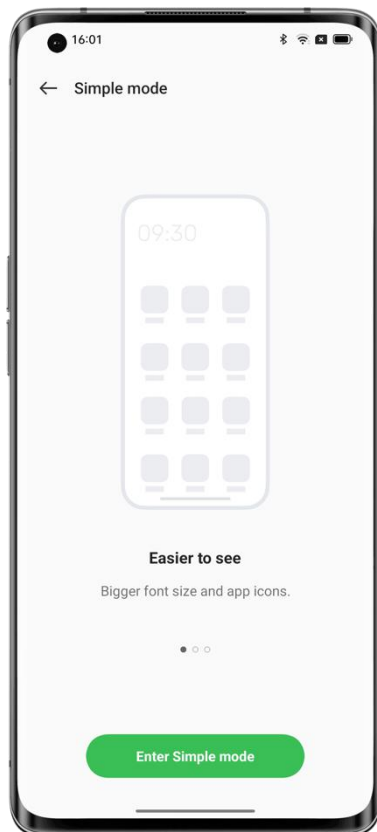 16:01
Simple mode
09:30
Easier to see
Bigger font size and app icons.
Enter Simple mode